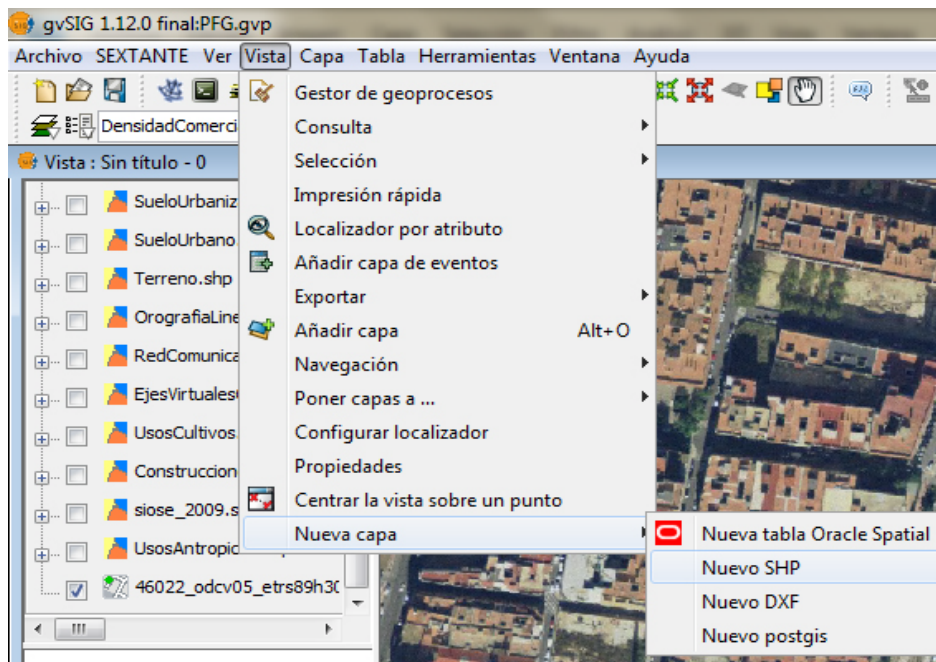 gvSIG 1.12.0 final:PFG.gvp
Archivo SEXTANTE Ver Vista Capa Tabla Herramientas Ventana Ayuda
DensidadComerci
Vista : Sin título - 0
SueloUrbaniz
SueloUrbano.
Terreno.shp
OrografiaLine
RedComunica
EjesVirtuales
UsosCultivos.
Construccion
siose_2009.s
UsosAntropic
46022_odcv05_etrs89h30
Gestor de geoprocesos
Consulta
Selección
Impresión rápida
Localizador por atributo
Añadir capa de eventos
Exportar
Añadir capa Alt+O
Navegación
Poner capas a ...
Configurar localizador
Propiedades
Centrar la vista sobre un punto
Nueva capa
Nueva tabla Oracle Spatial
Nuevo SHP
Nuevo DXF
Nuevo postgis